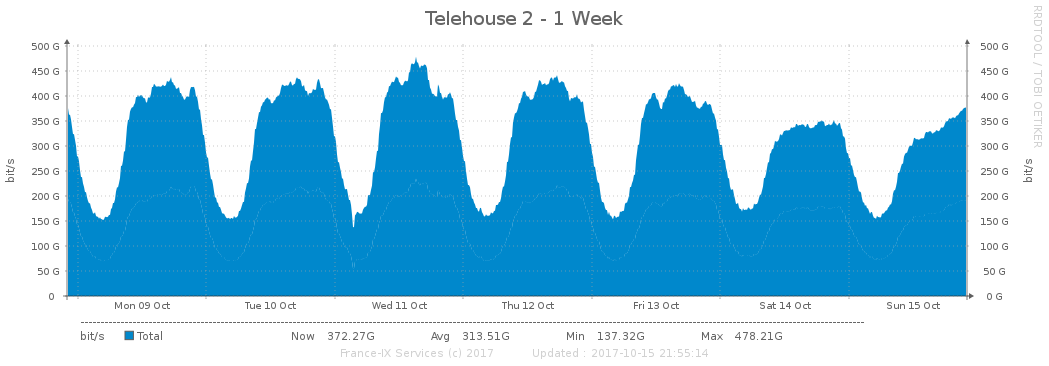 Telehouse 2 - 1 Week
RRDTOOL / TOBI OETIKER
500 G 500 G
450 G 450 G
400 G 400 G
350 G 350 G
300 G 300 G
250 G 250 G
200 G 200 G
150 G 150 G
100 G 100 G
50 G 50 G
0 0 G
bit/s bit/s
Mon 09 Oct Tue 10 Oct Wed 11 Oct Thu 12 Oct Fri 13 Oct Sat 14 Oct Sun 15 Oct
bit/s Total Now 372.27G Avg 313.51G Min 137.32G Max 478.21G
France-IX Services (c) 2017 Updated : 2017-10-15 21:55:14